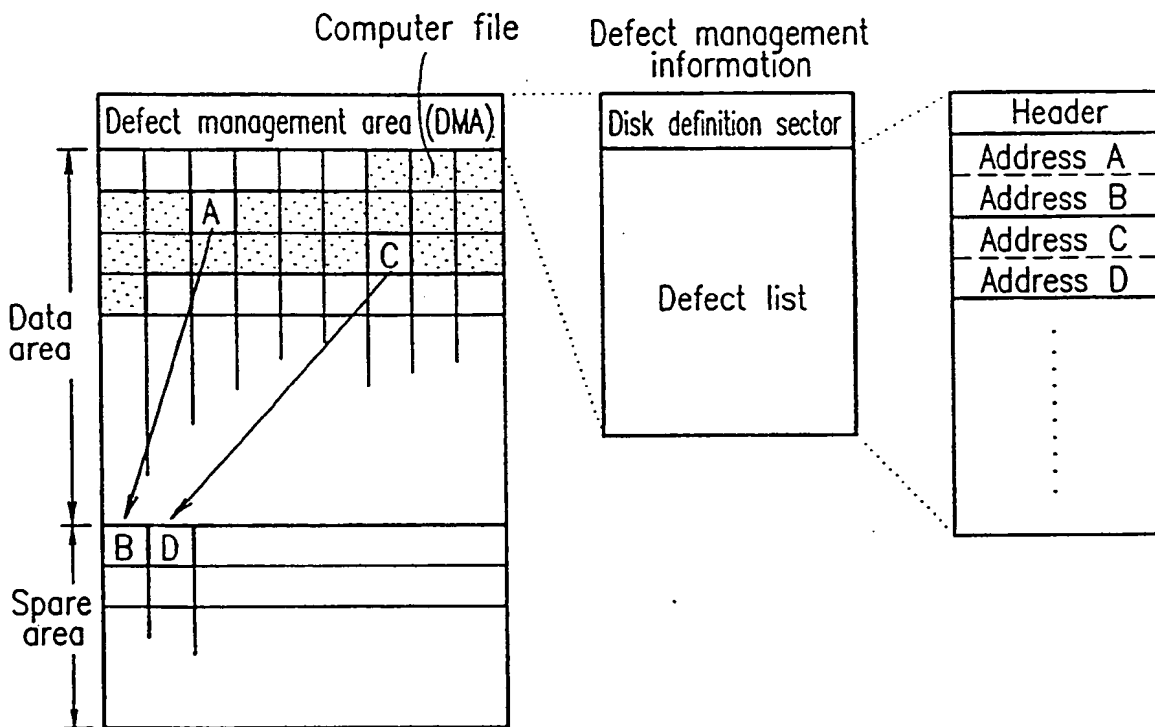 Computer file
Defect management
information
Defect management area (DMA)
Disk definition sector
Header
Address A
Address B
Address C
Address D
A
C
Defect list
Data
area
B D
Spare
area